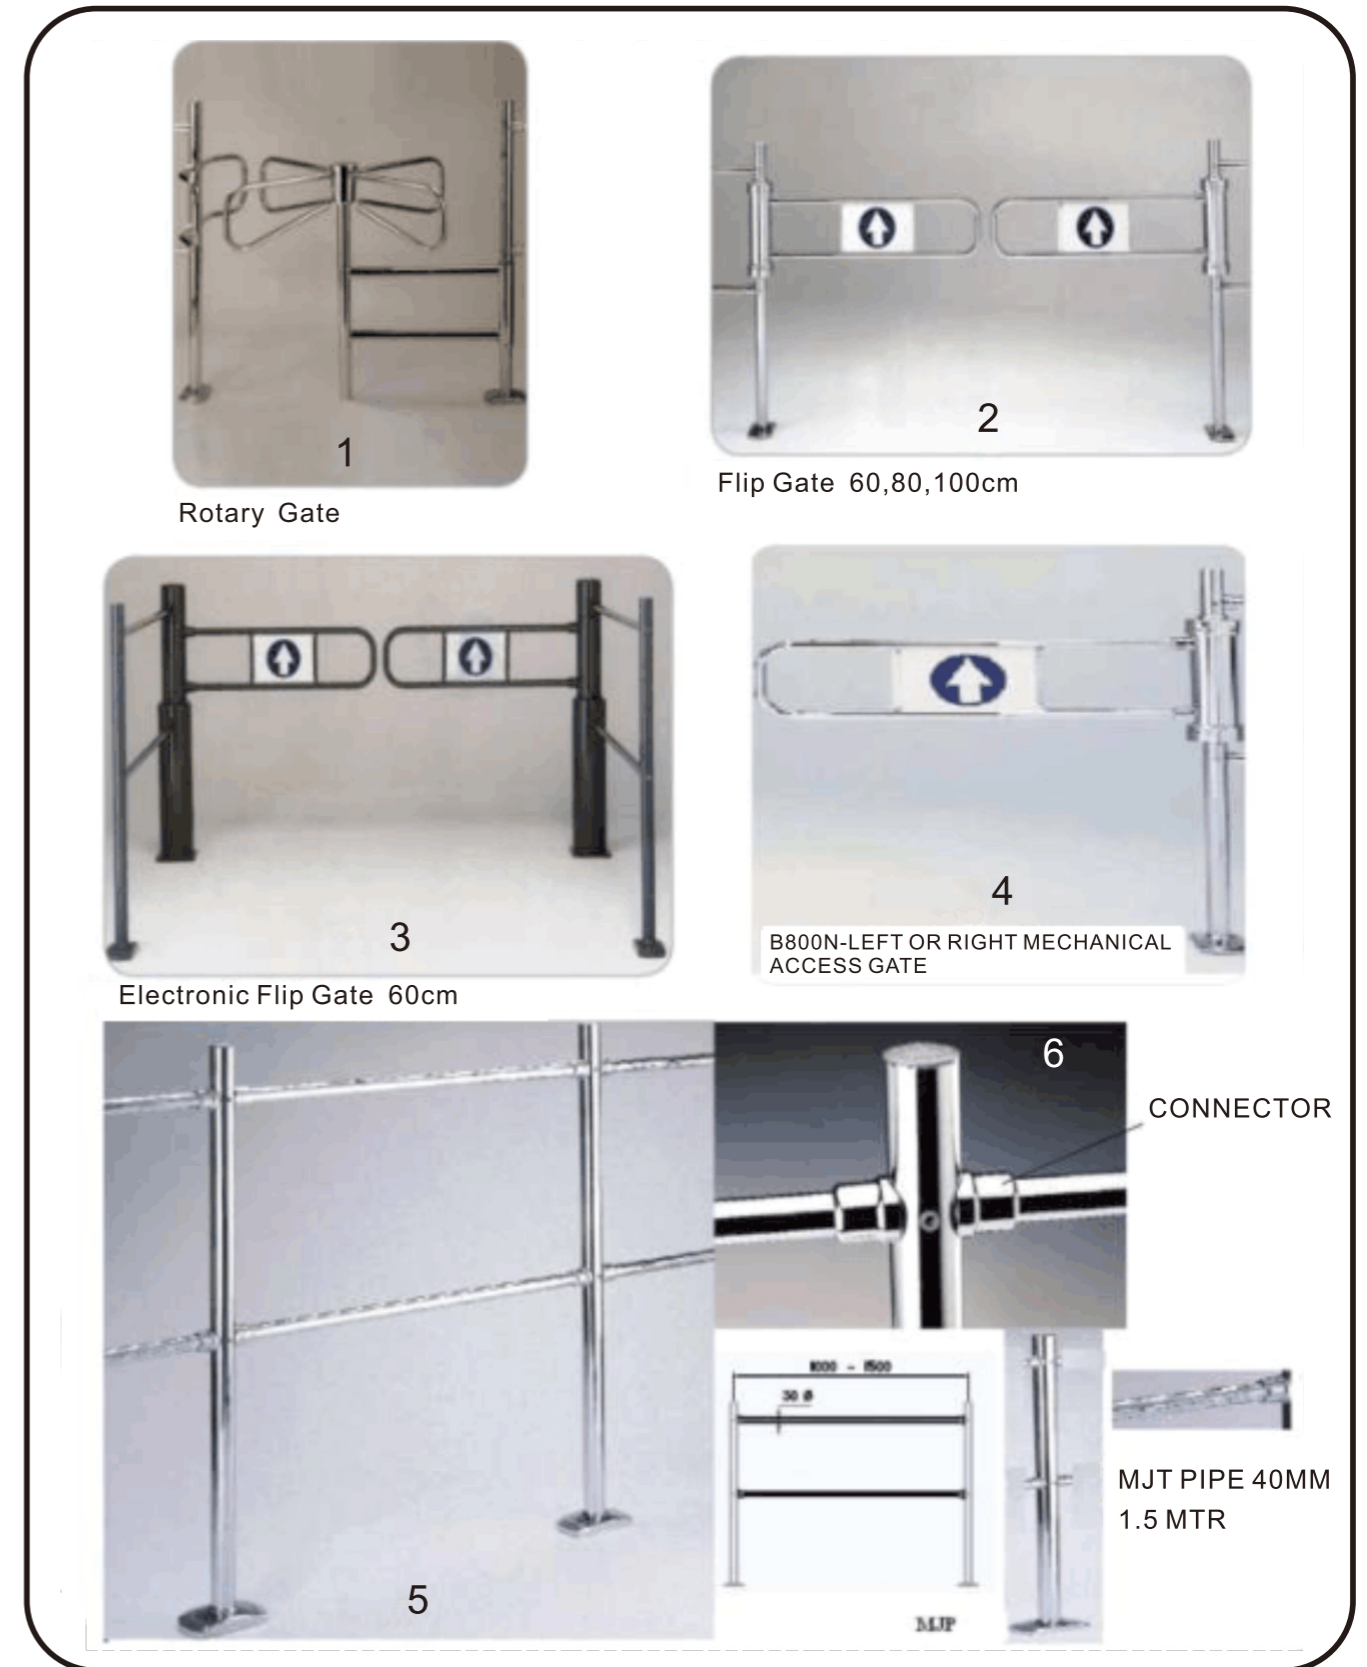 1
Rotary Gate
2
Flip Gate 60,80,100cm
3
Electronic Flip Gate 60cm
4
B800N-LEFT OR RIGHT MECHANICAL
ACCESS GATE
5
6
CONNECTOR
1000 - 1500
30 Ø
MJP
MJT PIPE 40MM
1.5 MTR